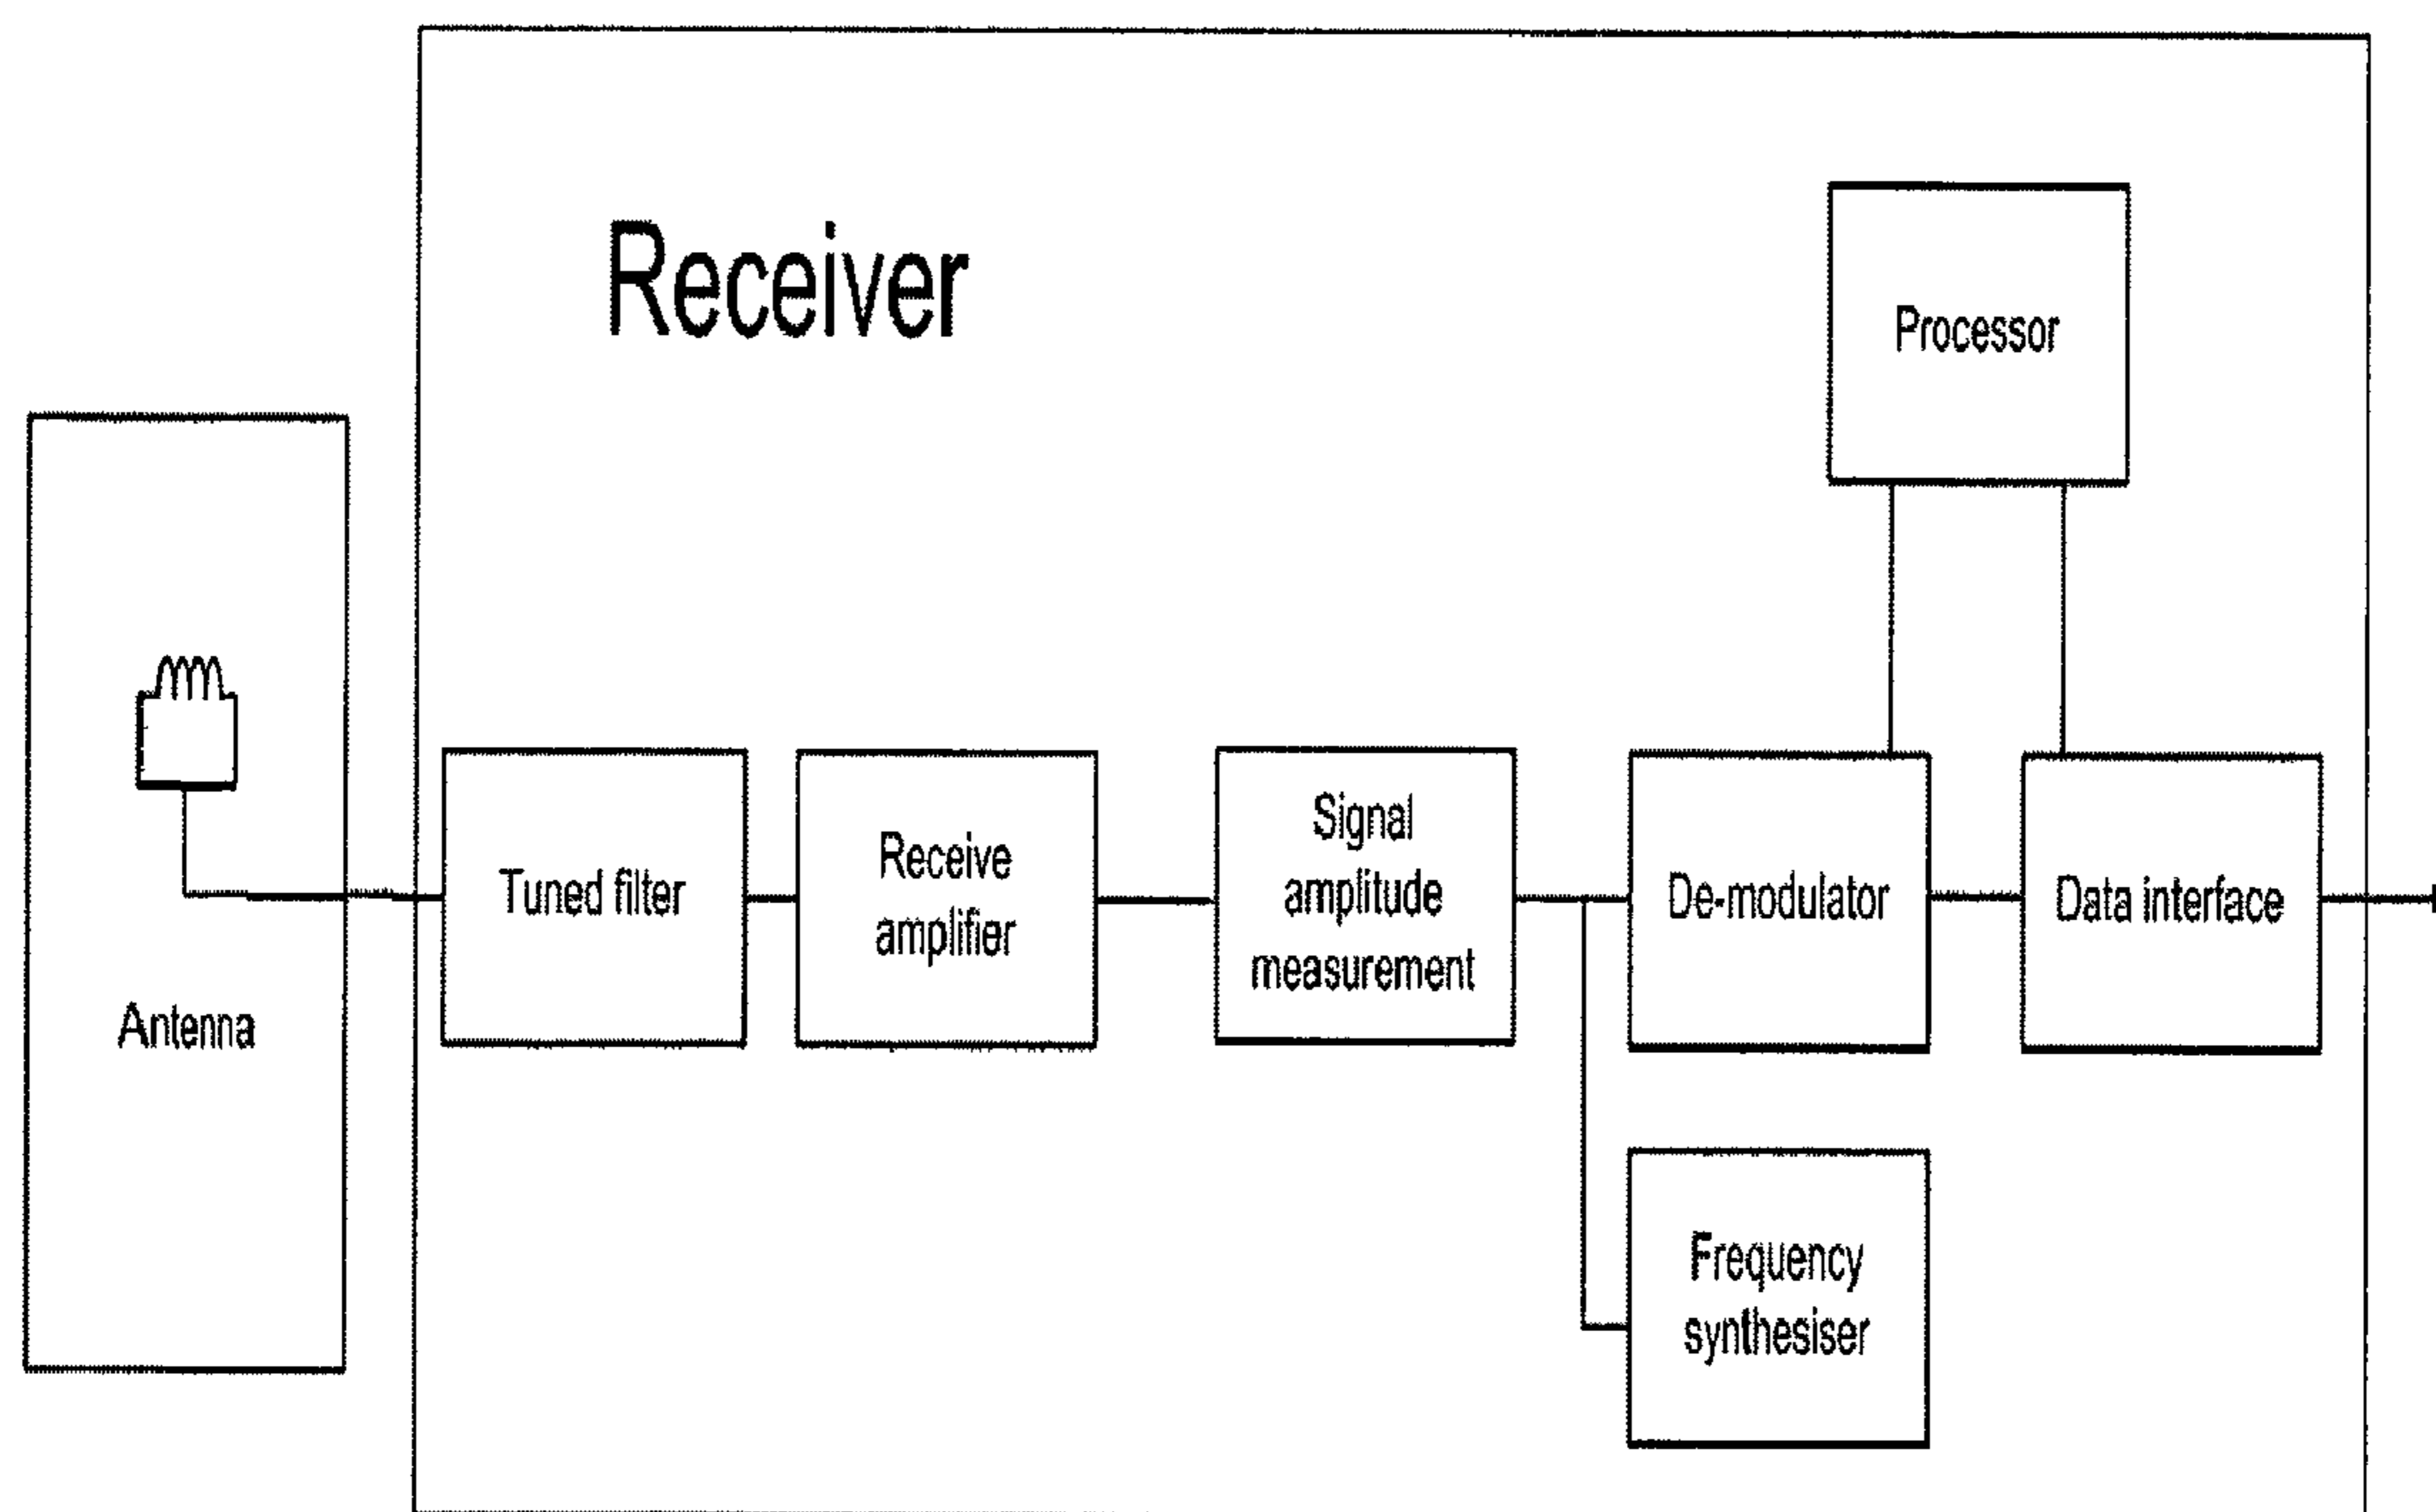 Receiver
Processor
Antenna
Tuned filter
Receive
amplifier
Signal
amplitude
measurement
De-modulator
Data interface
Frequency
synthesiser